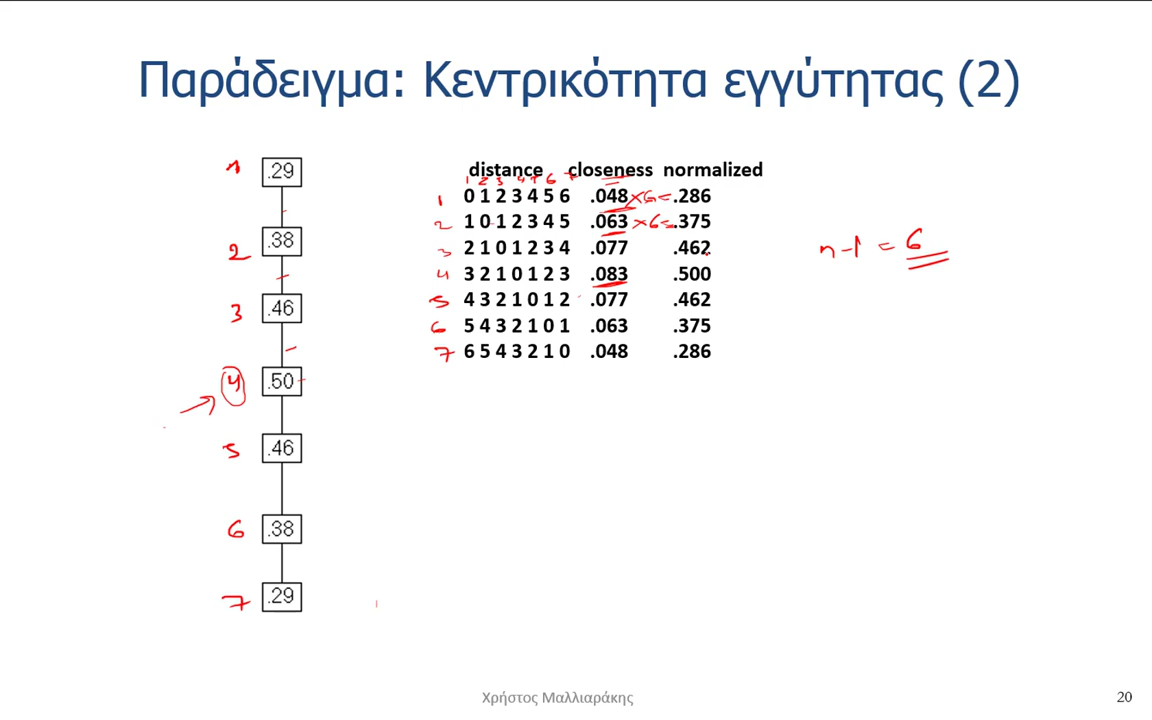 Παράδειγμα: Κεντρικότητα εγγύτητας (2)
1 .29
2 .38
3 .46
4 .50
5 .46
6 .38
7 .29
distance closeness normalized
1 2 3 4 5 6 7
1 0 1 2 3 4 5 6 .048 ×6= .286
2 1 0 1 2 3 4 5 .063 ×6= .375
3 2 1 0 1 2 3 4 .077 .462
4 3 2 1 0 1 2 3 .083 .500
5 4 3 2 1 0 1 2 .077 .462
6 5 4 3 2 1 0 1 .063 .375
7 6 5 4 3 2 1 0 .048 .286
n-1 = 6
Χρήστος Μαλλιαράκης
20